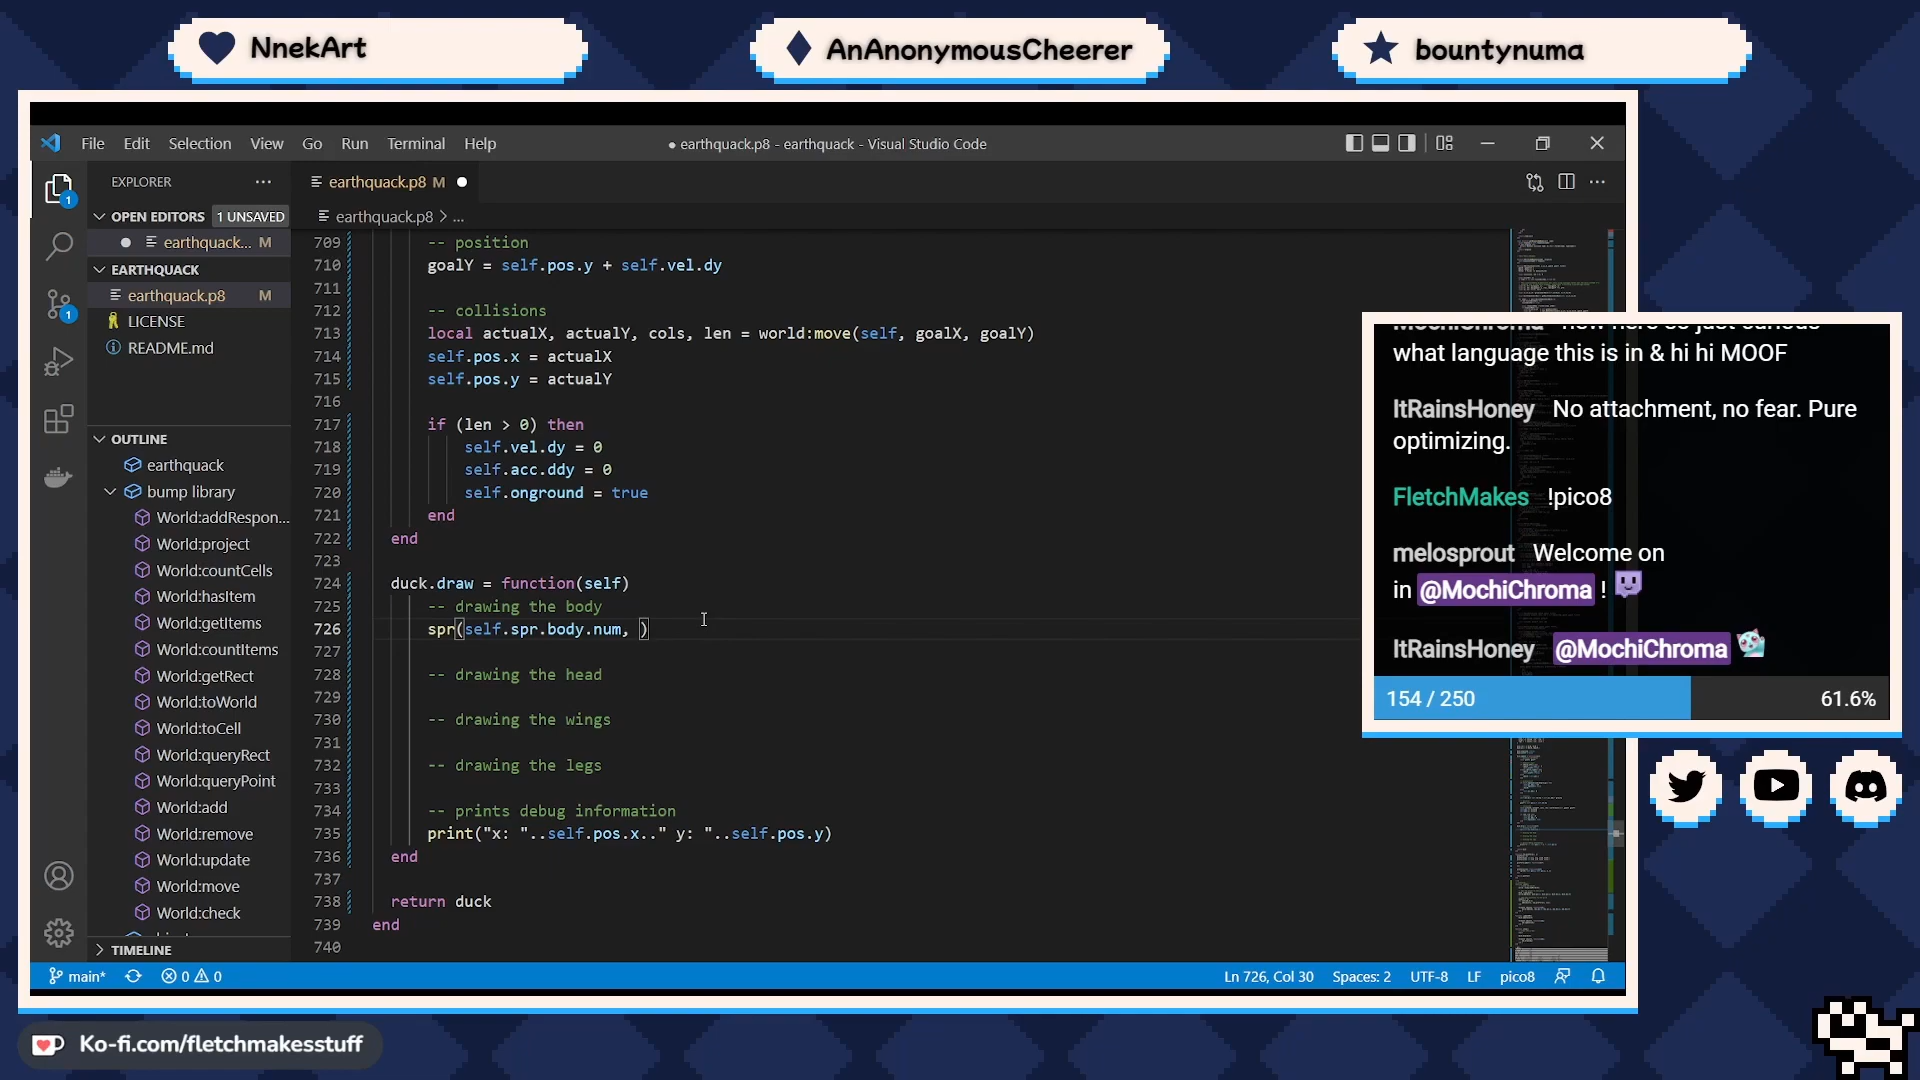 NnekArt
AnAnonymousCheerer
bountynuma
File Edit Selection View Go Run Terminal Help
● earthquack.p8 - earthquack - Visual Studio Code
EXPLORER ...
earthquack.p8 M ●
OPEN EDITORS 1 UNSAVED
earthquack.p8 > ...
● earthquack... M
EARTHQUACK
earthquack.p8 M
LICENSE
README.md
OUTLINE
earthquack
bump library
World:addRespon...
World:project
World:countCells
World:hasItem
World:getItems
World:countItems
World:getRect
World:toWorld
World:toCell
World:queryRect
World:queryPoint
World:add
World:remove
World:update
World:move
World:check
TIMELINE
1
1
709 -- position
710 goalY = self.pos.y + self.vel.dy
711
712 -- collisions
713 local actualX, actualY, cols, len = world:move(self, goalX, goalY)
714 self.pos.x = actualX
715 self.pos.y = actualY
716
717 if (len > 0) then
718 self.vel.dy = 0
719 self.acc.ddy = 0
720 self.onground = true
721 end
722 end
723
724 duck.draw = function(self)
725 -- drawing the body
726 spr(self.spr.body.num, )
727
728 -- drawing the head
729
730 -- drawing the wings
731
732 -- drawing the legs
733
734 -- prints debug information
735 print("x: "..self.pos.x.." y: "..self.pos.y)
736 end
737
738 return duck
739 end
740
main* 0 0
Ln 726, Col 30 Spaces: 2 UTF-8 LF pico8
what language this is in & hi hi MOOF
ItRainsHoney No attachment, no fear. Pure
optimizing.
FletchMakes !pico8
melosprout Welcome on
in @MochiChroma !
ItRainsHoney @MochiChroma
154 / 250 61.6%
Ko-fi.com/fletchmakesstuff